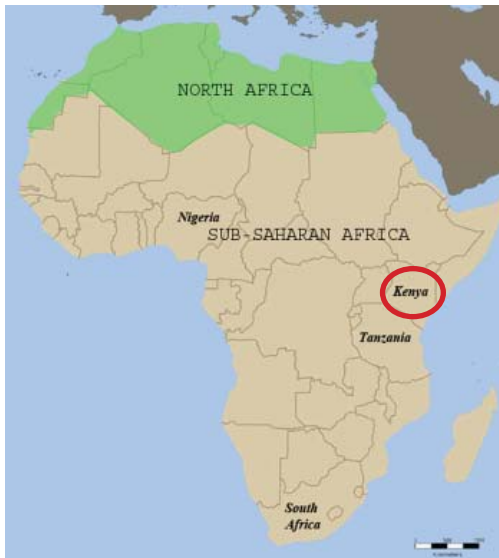 NORTH AFRICA
Nigeria
SUB-SAHARAN AFRICA
Kenya
Tanzania
South
Africa